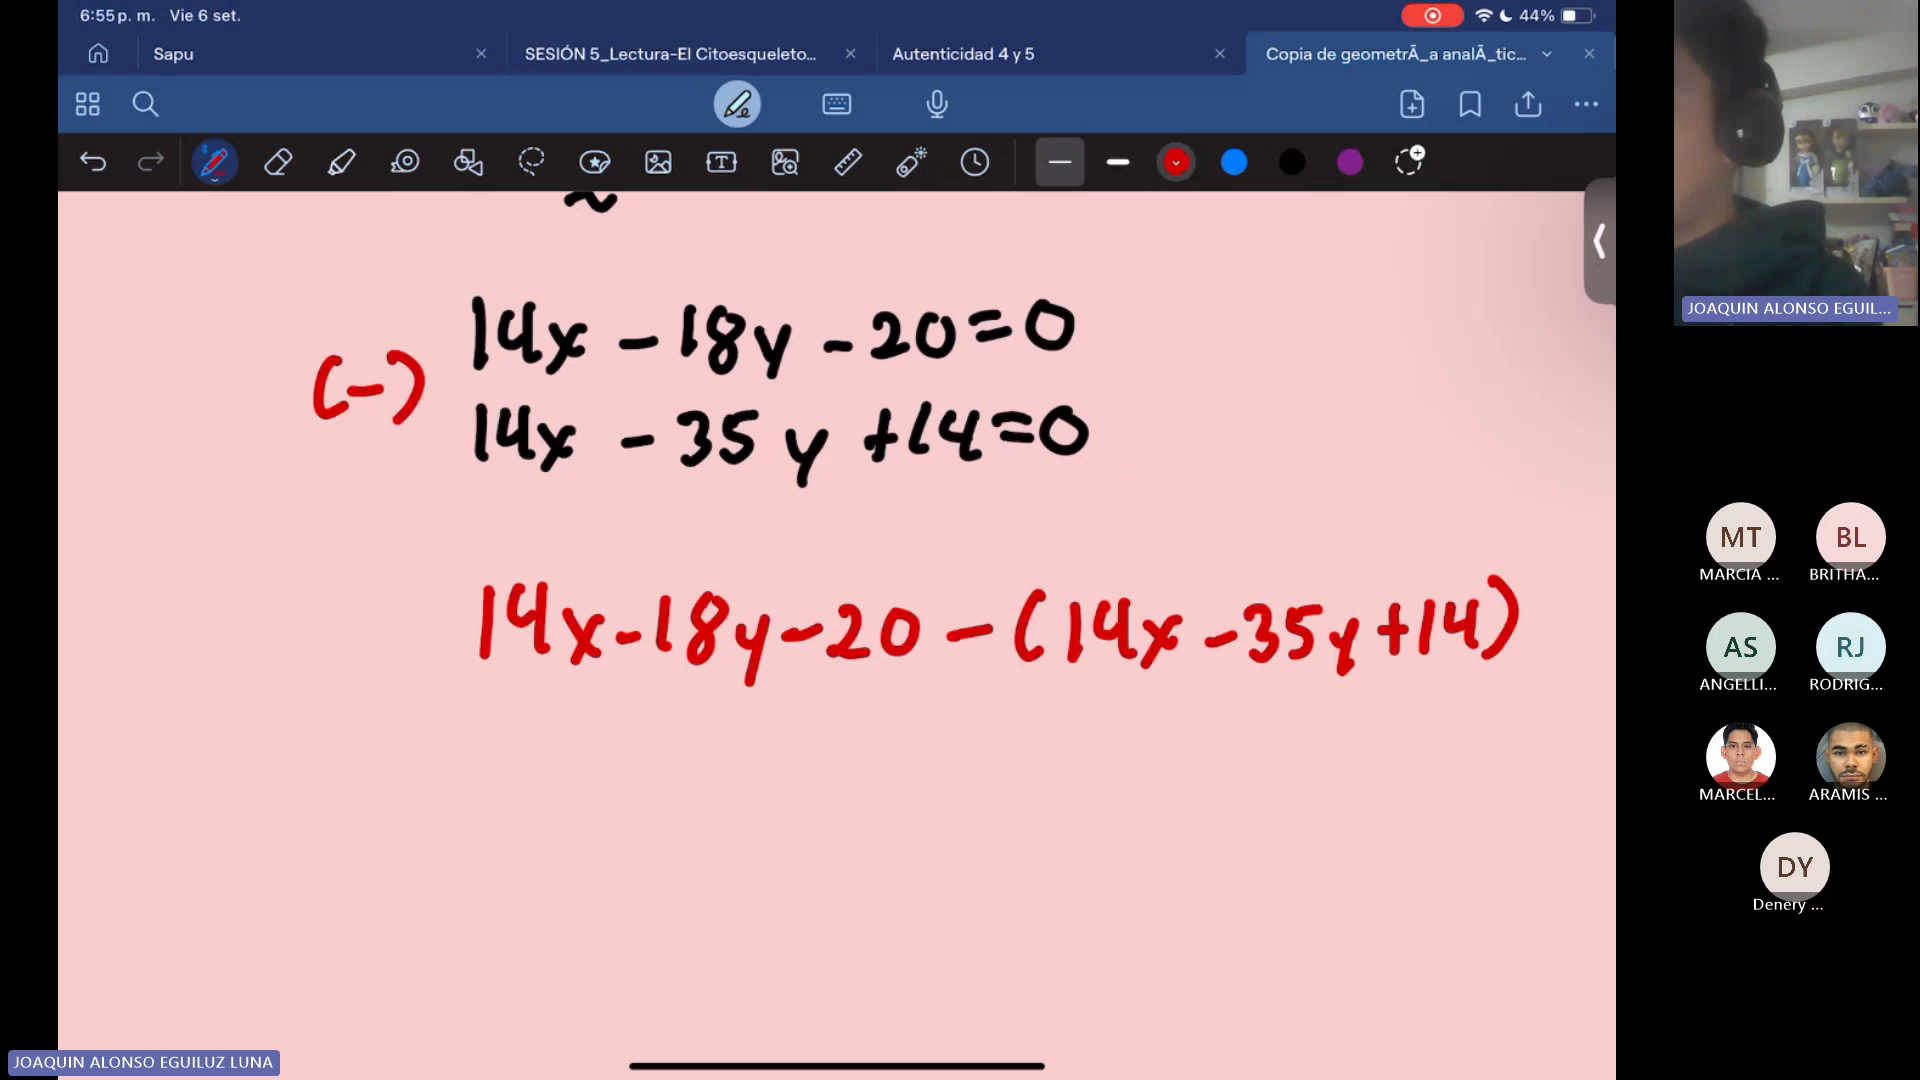 6:55 p. m. Vie 6 set.
44%
Sapu
SESIÓN 5_Lectura-El Citoesqueleto...
Autenticidad 4 y 5
Copia de geometrÃ_a analÃ_tic...
14x - 18y - 20 = 0
(-)
14x - 35y + 14 = 0
14x - 18y - 20 - (14x - 35y + 14)
JOAQUIN ALONSO EGUIL...
MT
BL
MARCIA ...
BRITHA...
AS
RJ
ANGELLI...
RODRIG...
MARCEL...
ARAMIS ...
DY
Denery ...
JOAQUIN ALONSO EGUILUZ LUNA